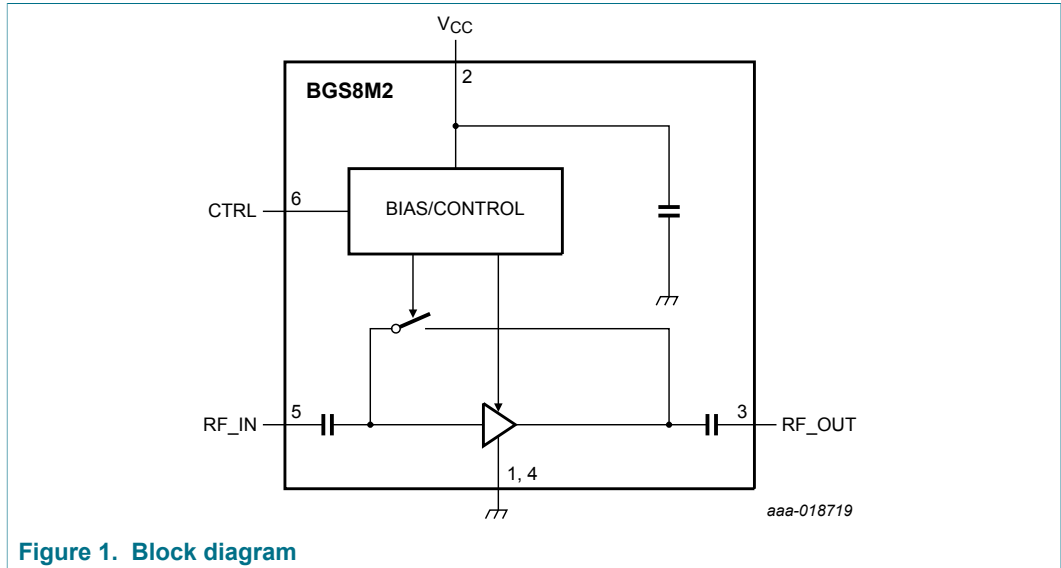 VCC
2
BGS8M2
6
CTRL
BIAS/CONTROL
5
3
RF_IN
RF_OUT
1, 4
aaa-018719
Figure 1. Block diagram